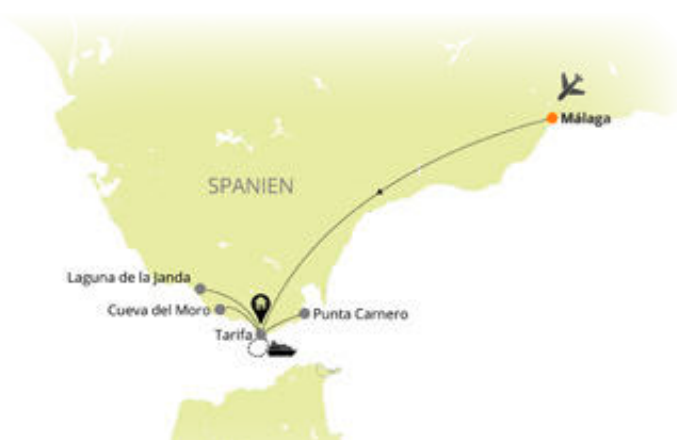 Málaga
SPANIEN
Laguna de la Janda
Cueva del Moro
Punta Carnero
Tarifa